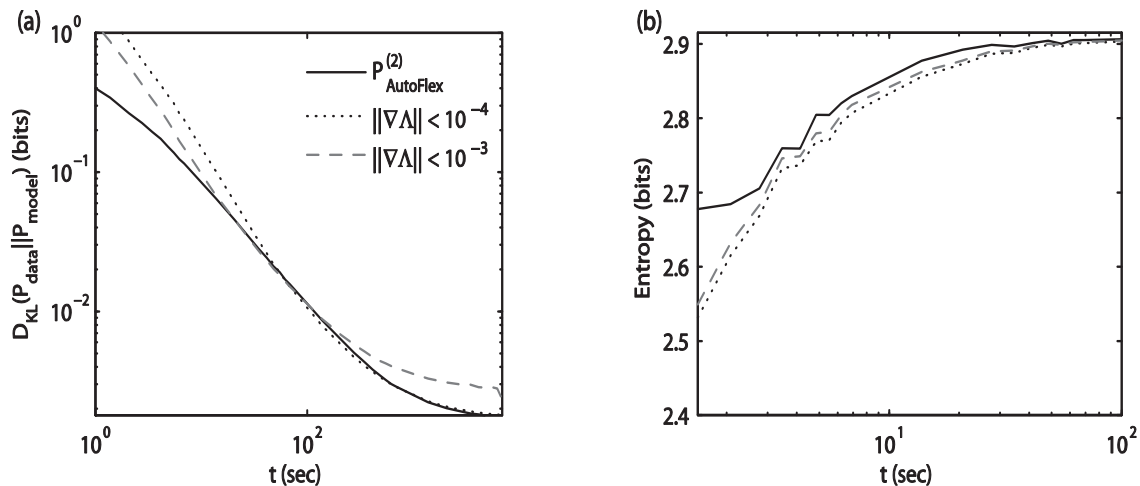 (a)
10^0
10^-1
10^-2
D_KL(P_data||P_model) (bits)
P^(2)_AutoFlex
||∇Λ|| < 10^-4
||∇Λ|| < 10^-3
10^0
10^2
t (sec)
(b)
2.9
2.8
2.7
2.6
2.5
2.4
Entropy (bits)
10^1
10^2
t (sec)